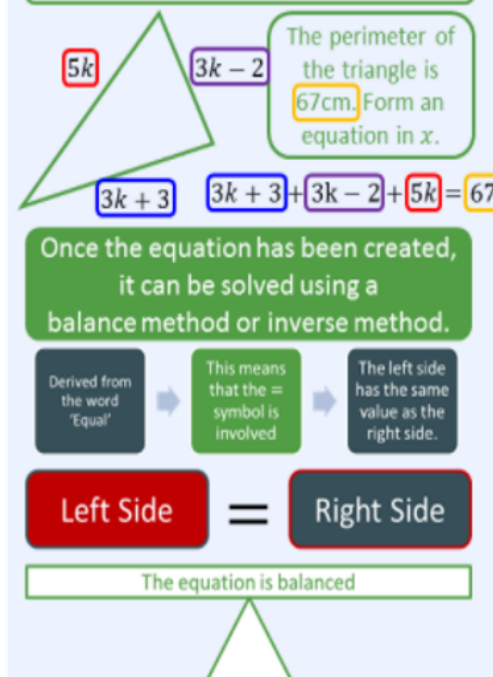 5k
3k − 2
The perimeter of
the triangle is
67cm. Form an
equation in x.
3k + 3
3k + 3 + 3k − 2 + 5k = 67
Once the equation has been created,
it can be solved using a
balance method or inverse method.
Derived from
the word
'Equal'
This means
that the =
symbol is
involved
The left side
has the same
value as the
right side.
Left Side = Right Side
The equation is balanced